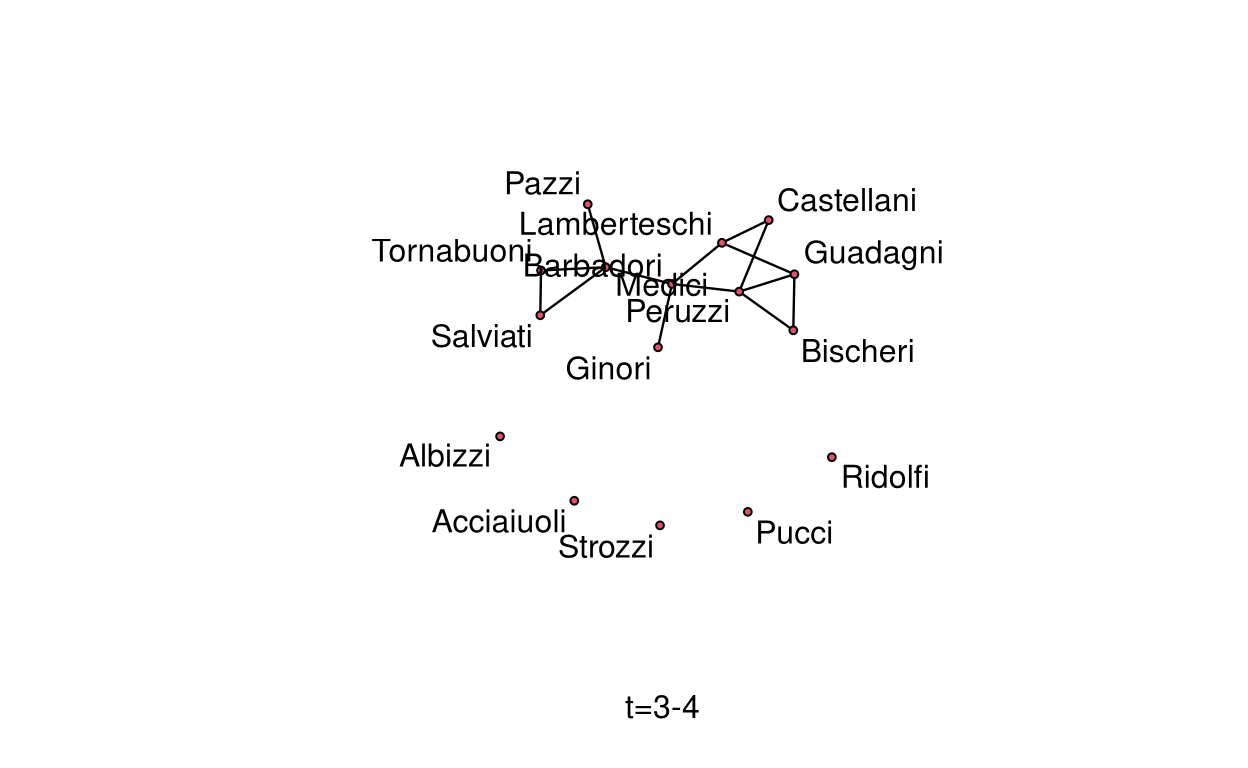 Pazzi
Castellani
Lamberteschi
Tornabuoni
Guadagni
Barbadori
Medici
Peruzzi
Salviati
Bischeri
Ginori
Albizzi
Ridolfi
Acciaiuoli
Pucci
Strozzi
t=3-4